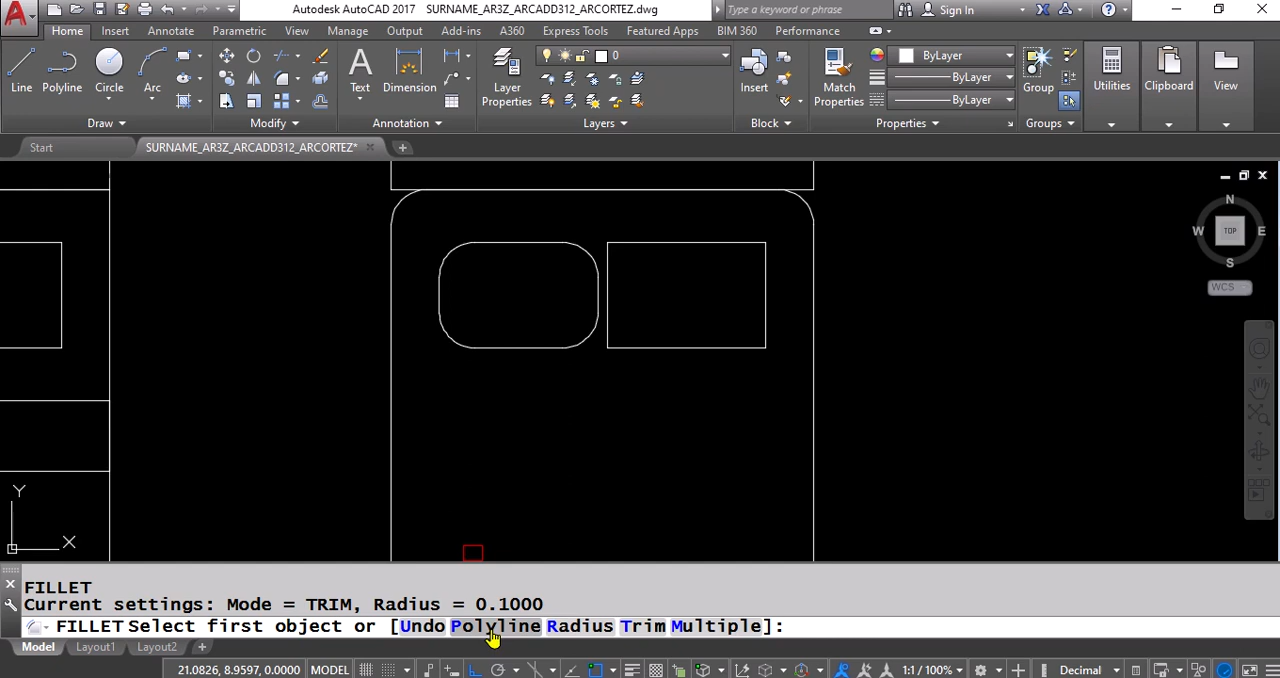 Autodesk AutoCAD 2017 SURNAME_AR3Z_ARCADD312_ARCORTEZ.dwg
Type a keyword or phrase
Sign In
Home Insert Annotate Parametric View Manage Output Add-ins A360 Express Tools Featured Apps BIM 360 Performance
0
ByLayer
ByLayer
ByLayer
Line Polyline Circle Arc Text Dimension Layer Properties Insert Match Properties Group Utilities Clipboard View
Draw Modify Annotation Layers Block Properties Groups
Start SURNAME_AR3Z_ARCADD312_ARCORTEZ*
N
W TOP E
S
WCS
Y
X
FILLET
Current settings: Mode = TRIM, Radius = 0.1000
FILLET Select first object or [Undo Polyline Radius Trim Multiple]:
Model Layout1 Layout2
21.0826, 8.9597, 0.0000 MODEL 1:1 / 100% Decimal